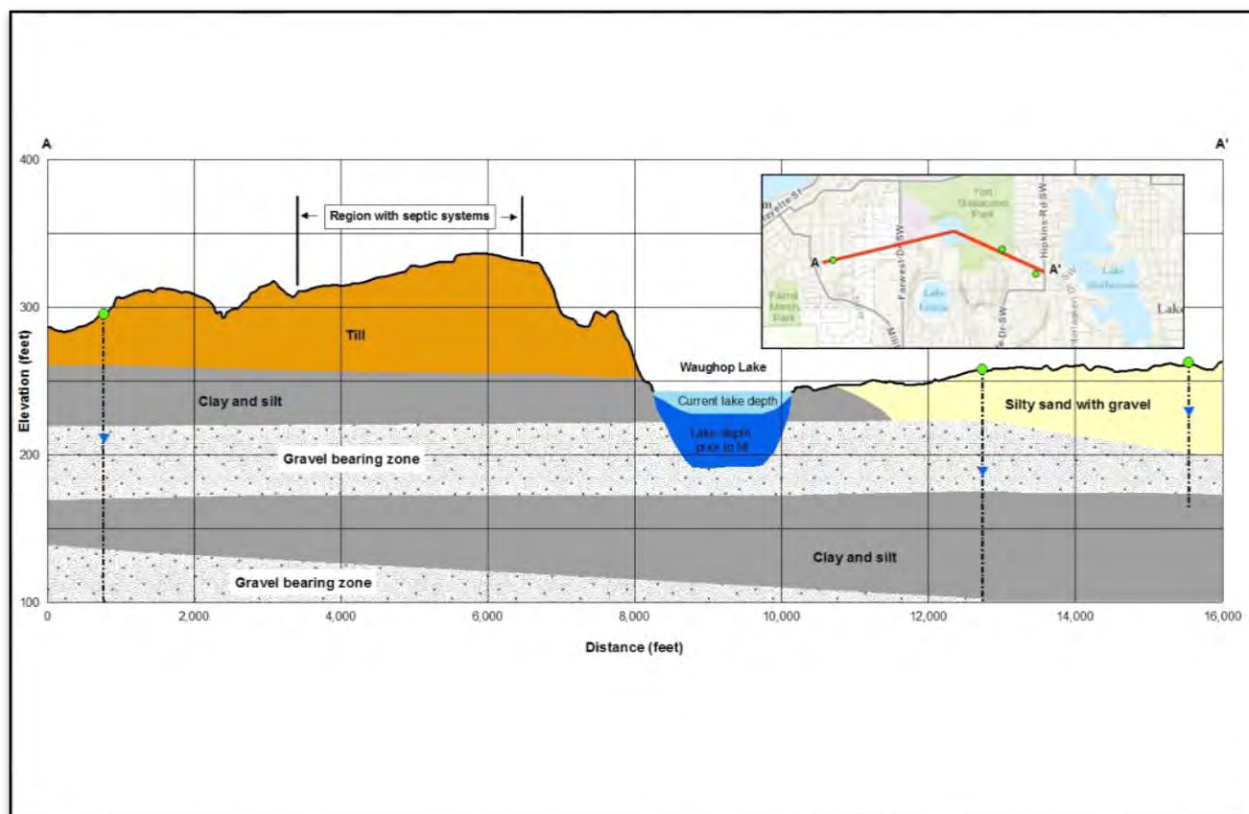 A
A'
400
Region with septic systems
Fort
Steilacoom
Park
Hipkins Rd SW
Farwest Dr SW
A
A'
Park
Lake
Lake
300
Till
Waughop Lake
Clay and silt
Current lake depth
Silty sand with gravel
Lake depth
prior to fill
Elevation (feet)
200
Gravel bearing zone
Clay and silt
Gravel bearing zone
100
0
2,000
4,000
6,000
8,000
10,000
12,000
14,000
16,000
Distance (feet)